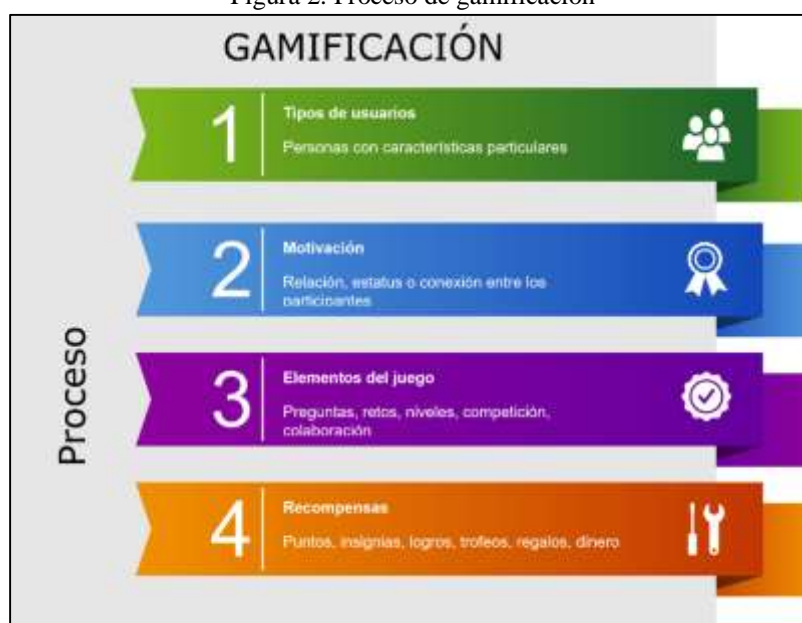 Figura 2. Proceso de gamificación
GAMIFICACIÓN
Proceso
1
Tipos de usuarios
Personas con características particulares
2
Motivación
Relación, estatus o conexión entre los
participantes
3
Elementos del juego
Preguntas, retos, niveles, competición,
colaboración
4
Recompensas
Puntos, insignias, logros, trofeos, regalos, dinero